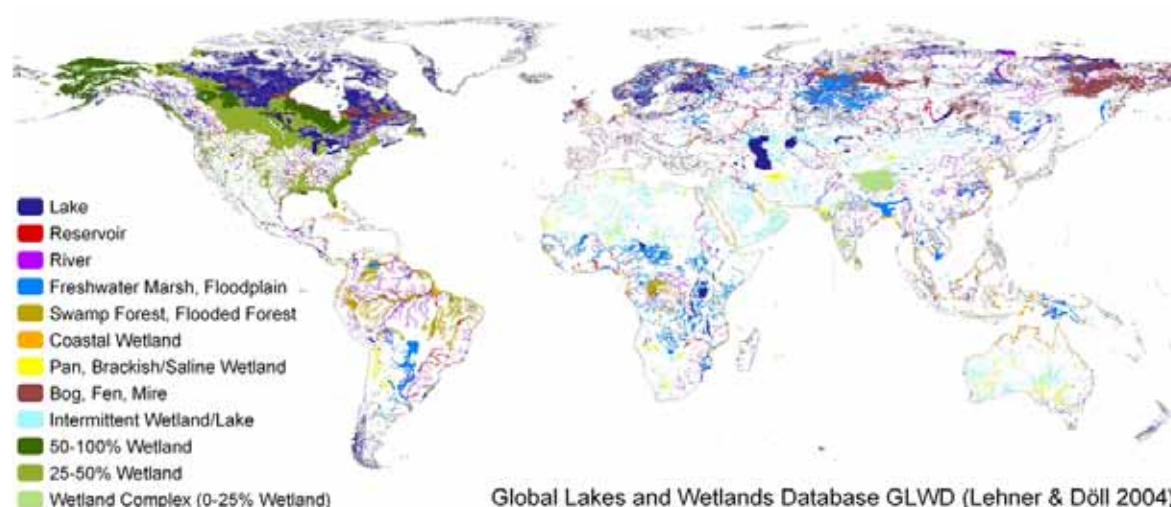 Lake
Reservoir
River
Freshwater Marsh, Floodplain
Swamp Forest, Flooded Forest
Coastal Wetland
Pan, Brackish/Saline Wetland
Bog, Fen, Mire
Intermittent Wetland/Lake
50-100% Wetland
25-50% Wetland
Wetland Complex (0-25% Wetland)
Global Lakes and Wetlands Database GLWD (Lehner & Döll 2004)